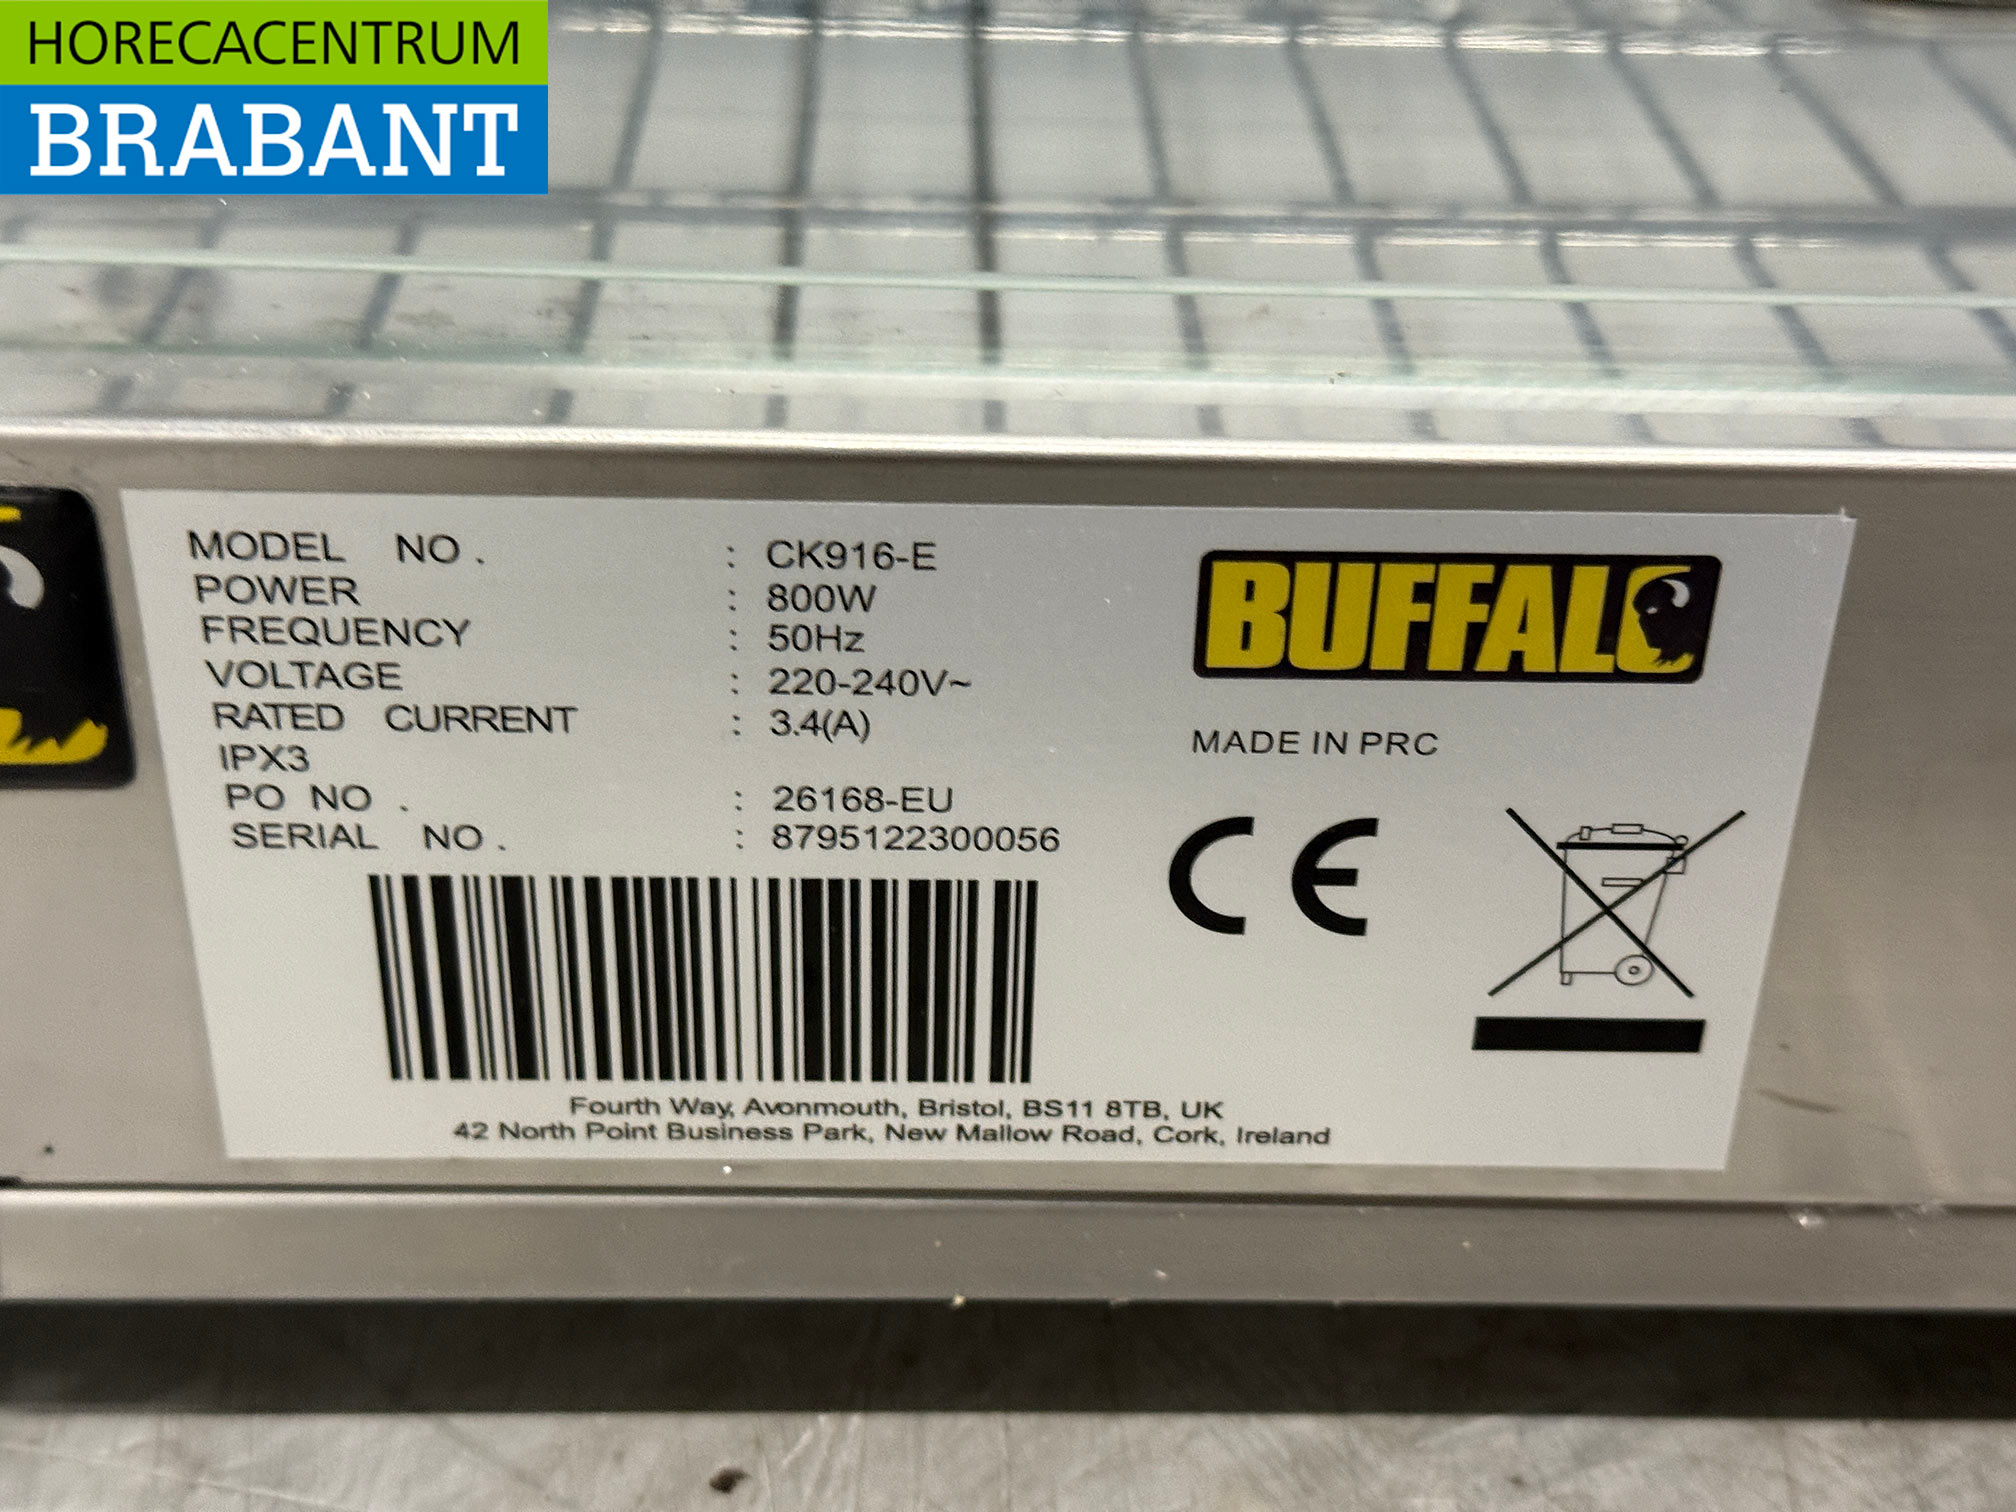 HORECACENTRUM
BRABANT
MODEL NO. : CK916-E
POWER : 800W
FREQUENCY : 50Hz
VOLTAGE : 220-240V~
RATED CURRENT : 3.4(A)
IPX3
PO NO. : 26168-EU
SERIAL NO. : 8795122300056
BUFFALO
MADE IN PRC
CE
Fourth Way, Avonmouth, Bristol, BS11 8TB, UK
42 North Point Business Park, New Mallow Road, Cork, Ireland